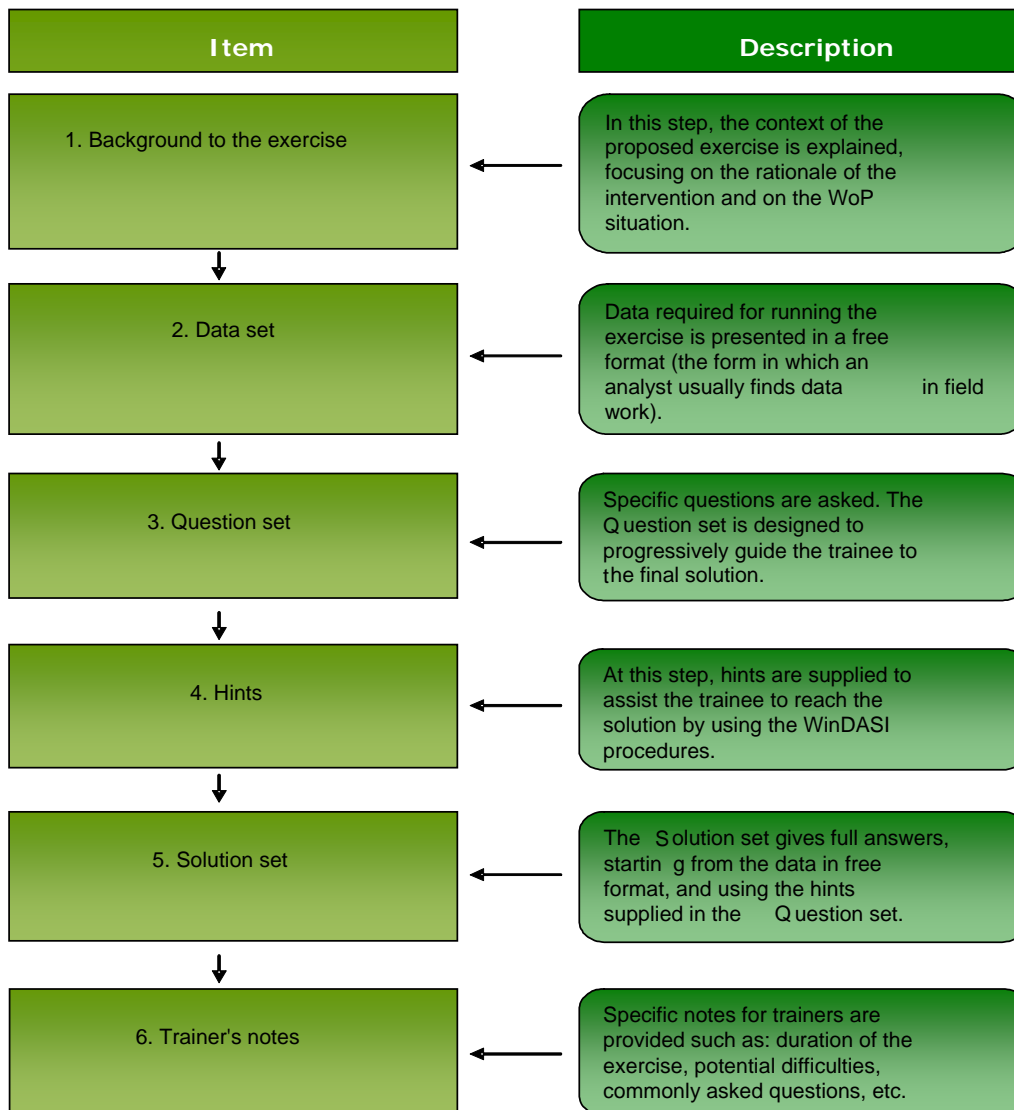 Item
Description
1. Background to the exercise
In this step, the context of the
proposed exercise is explained,
focusing on the rationale of the
intervention and on the WoP
situation.
2. Data set
Data required for running the
exercise is presented in a free
format (the form in which an
analyst usually finds data in field
work).
3. Question set
Specific questions are asked. The
Question set is designed to
progressively guide the trainee to
the final solution.
4. Hints
At this step, hints are supplied to
assist the trainee to reach the
solution by using the WinDASI
procedures.
5. Solution set
The Solution set gives full answers,
startin g from the data in free
format, and using the hints
supplied in the Question set.
6. Trainer's notes
Specific notes for trainers are
provided such as: duration of the
exercise, potential difficulties,
commonly asked questions, etc.